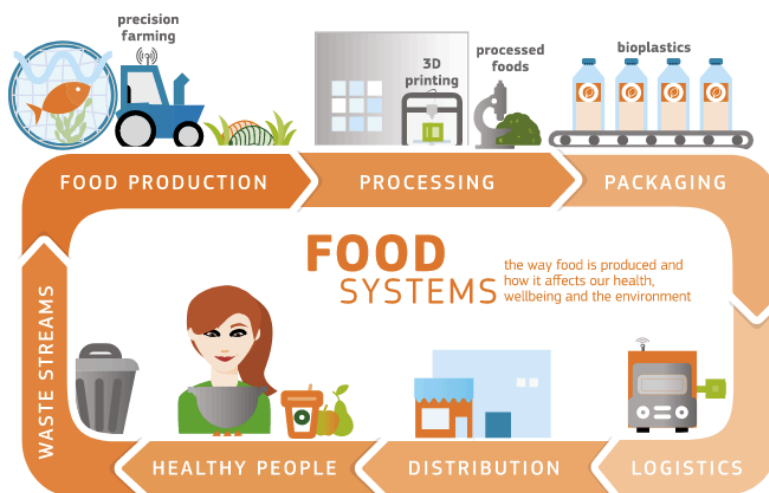 precision
farming
3D
printing
processed
foods
bioplastics
FOOD PRODUCTION
PROCESSING
PACKAGING
FOOD
SYSTEMS
the way food is produced and
how it affects our health,
wellbeing and the environment
LOGISTICS
DISTRIBUTION
HEALTHY PEOPLE
WASTE STREAMS